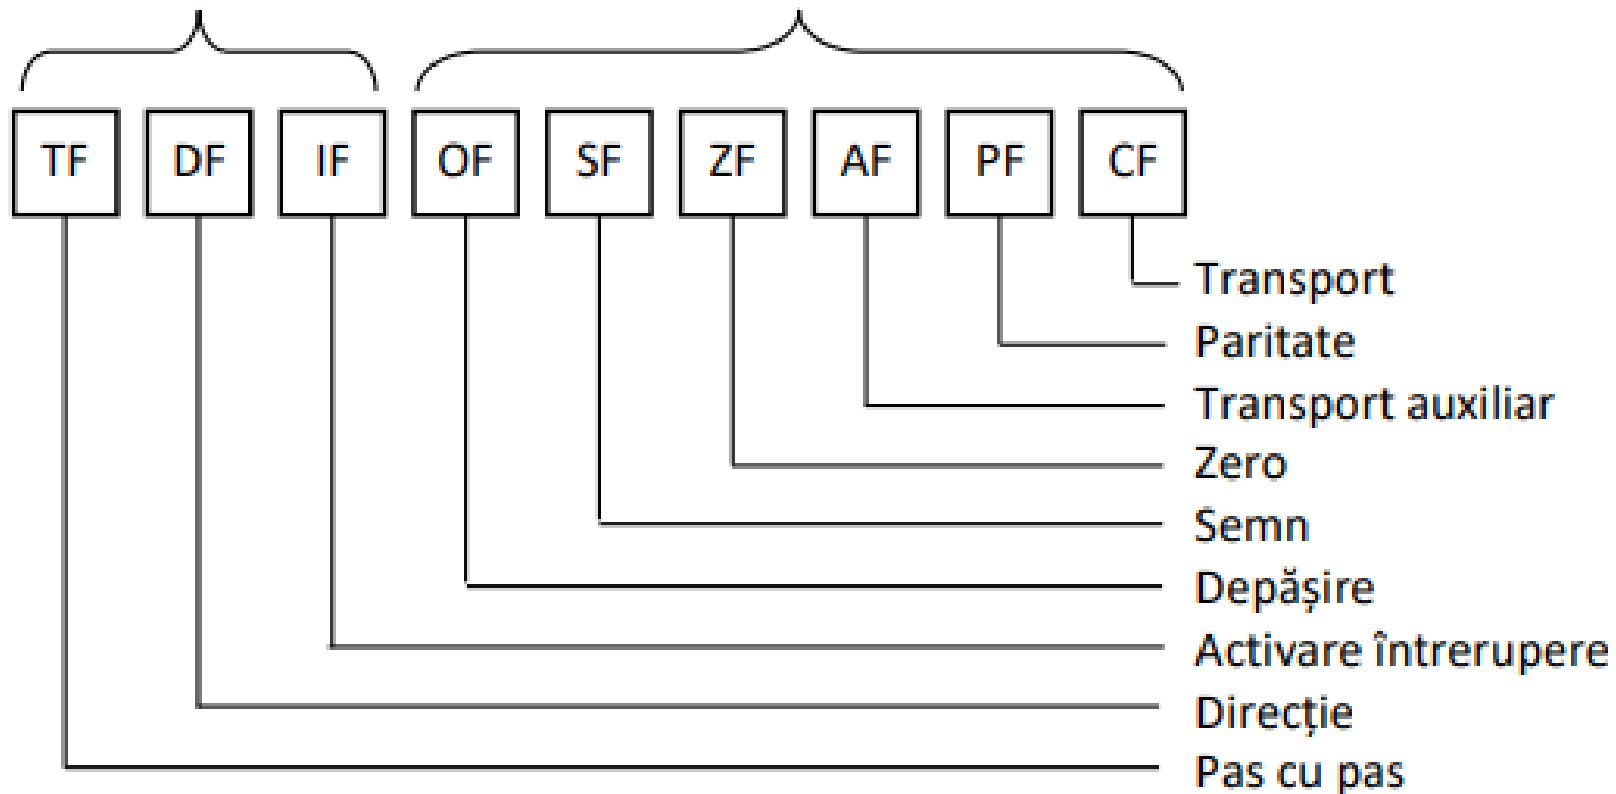 TF DF IF OF SF ZF AF PF CF
Transport
Paritate
Transport auxiliar
Zero
Semn
Depășire
Activare întrerupere
Direcție
Pas cu pas